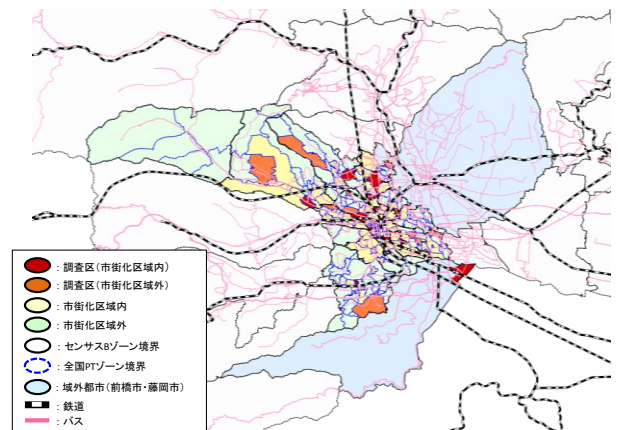 : 調査区(市街化区域内)
: 調査区(市街化区域外)
: 市街化区域内
: 市街化区域外
: センサスBゾーン境界
: 全国PTゾーン境界
: 域外都市(前橋市・藤岡市)
: 鉄道
: バス